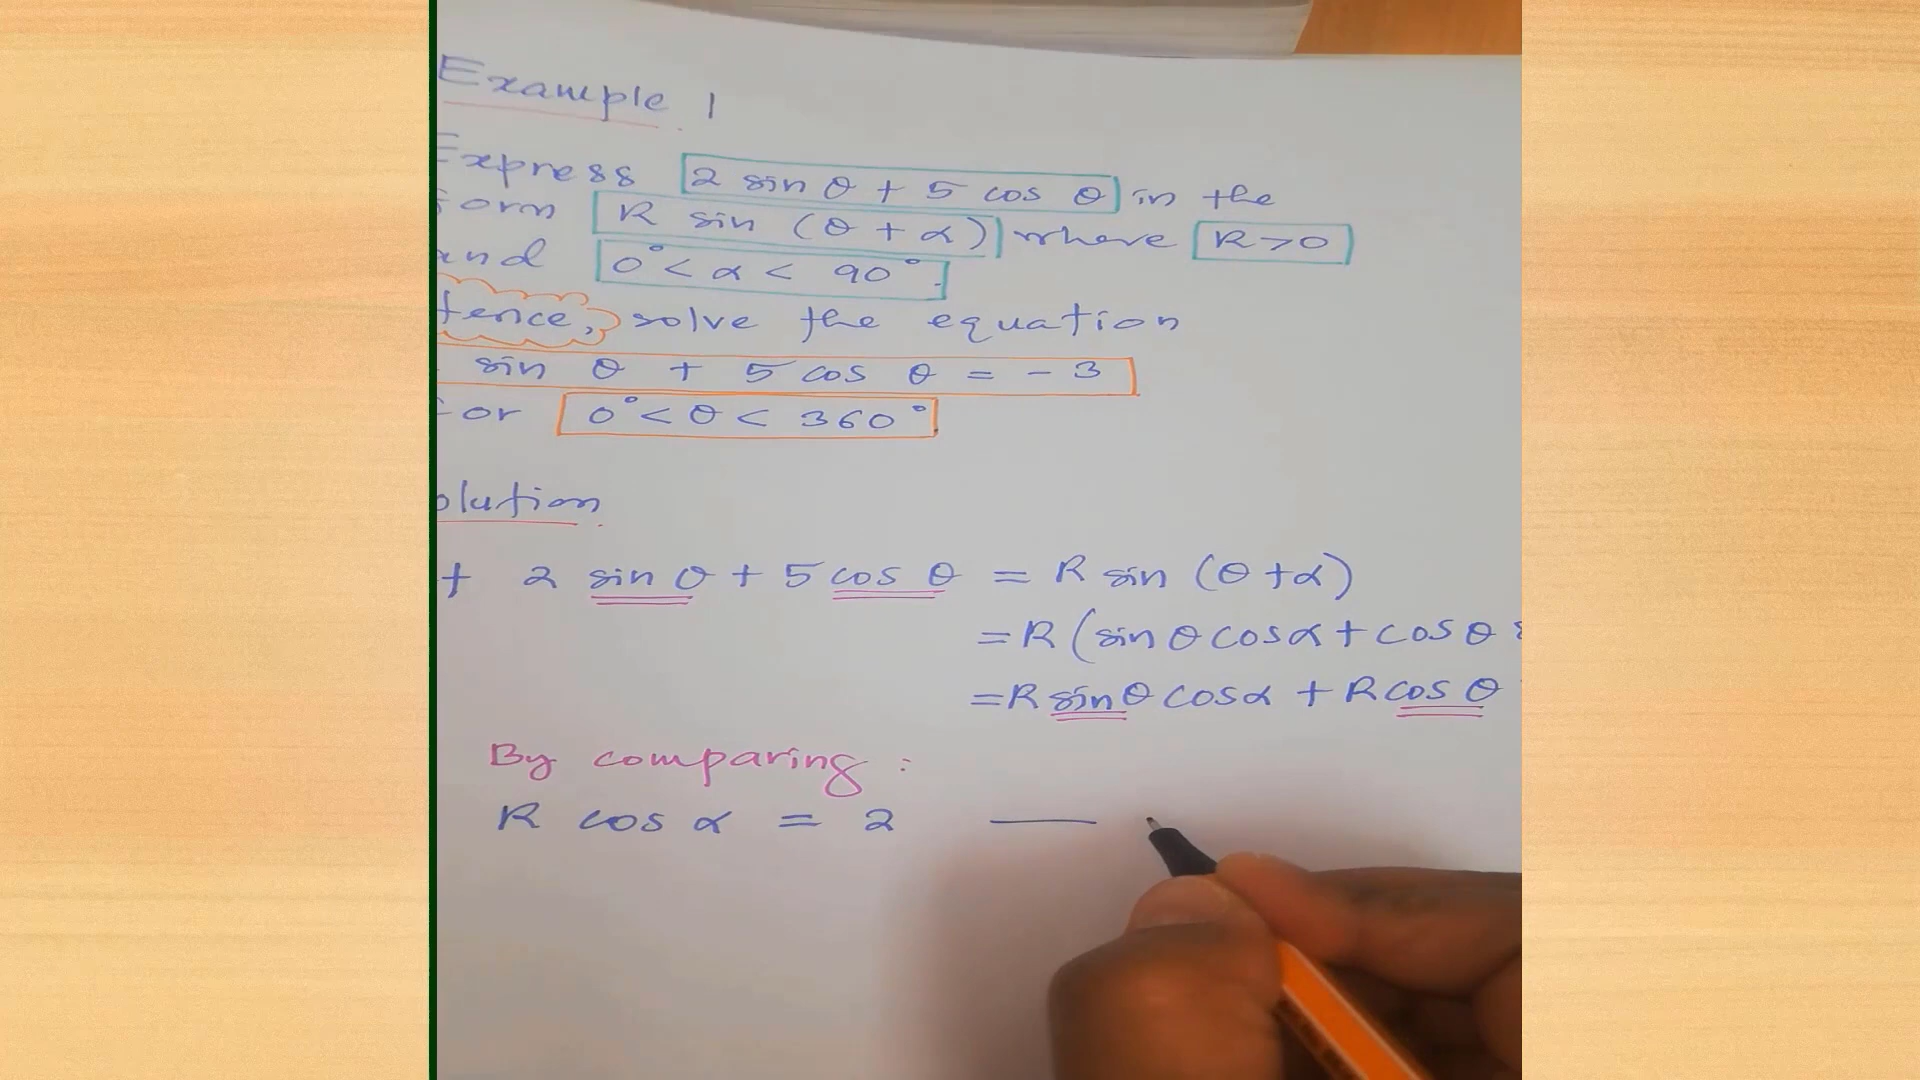 Example 1
Express 2 sin θ + 5 cos θ in the
form R sin (θ + α) where R > 0
and 0° < α < 90°.
Hence, solve the equation
sin θ + 5 cos θ = - 3
for 0° < θ < 360°
olution
2 sin θ + 5 cos θ = R sin (θ + α)
= R (sin θ cos α + cos θ
= R sin θ cos α + R cos θ
By comparing :
R cos α = 2 —